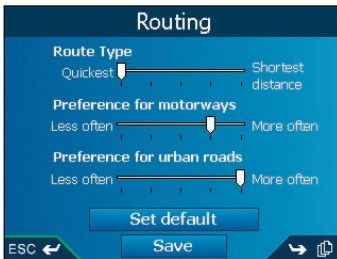 Routing
Route Type
Quickest
Shortest
distance
Preference for motorways
Less often More often
Preference for urban roads
Less often More often
Set default
ESC Save